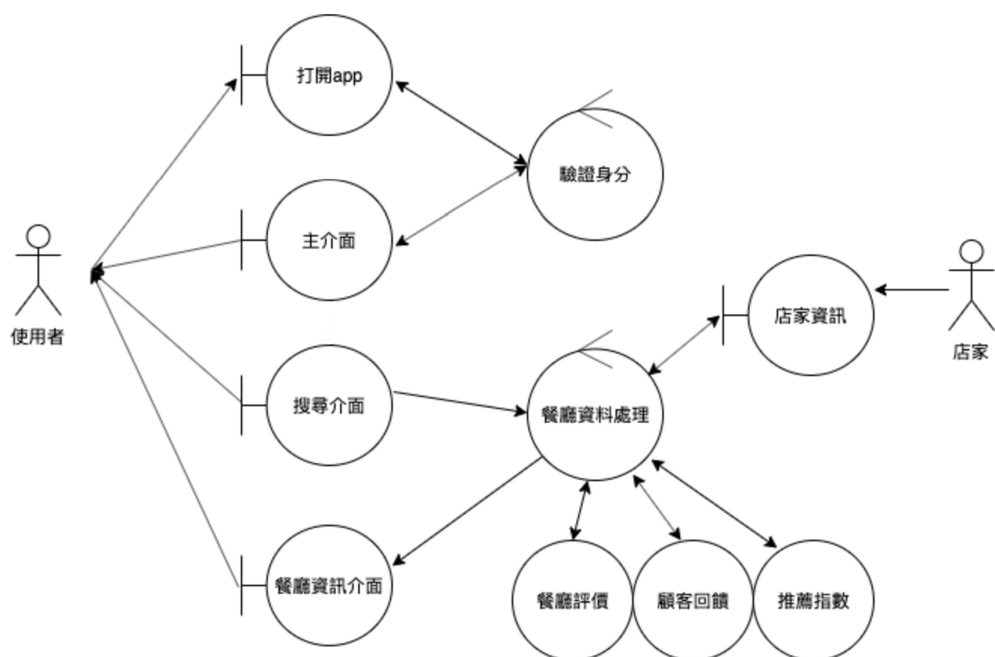 打開app
驗證身分
主介面
使用者
店家資訊
店家
搜尋介面
餐廳資料處理
餐廳資訊介面
餐廳評價
顧客回饋
推薦指數